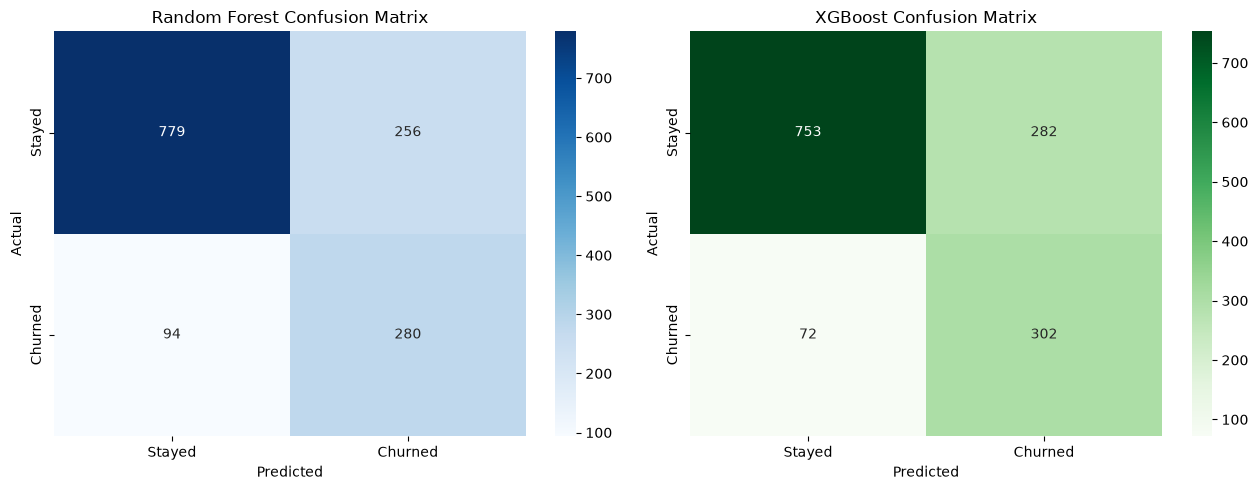 Random Forest Confusion Matrix
779 256
94 280
Stayed
Churned
Actual
Stayed Churned
Predicted
700
600
500
400
300
200
100
XGBoost Confusion Matrix
753 282
72 302
Stayed
Churned
Actual
Stayed Churned
Predicted
700
600
500
400
300
200
100